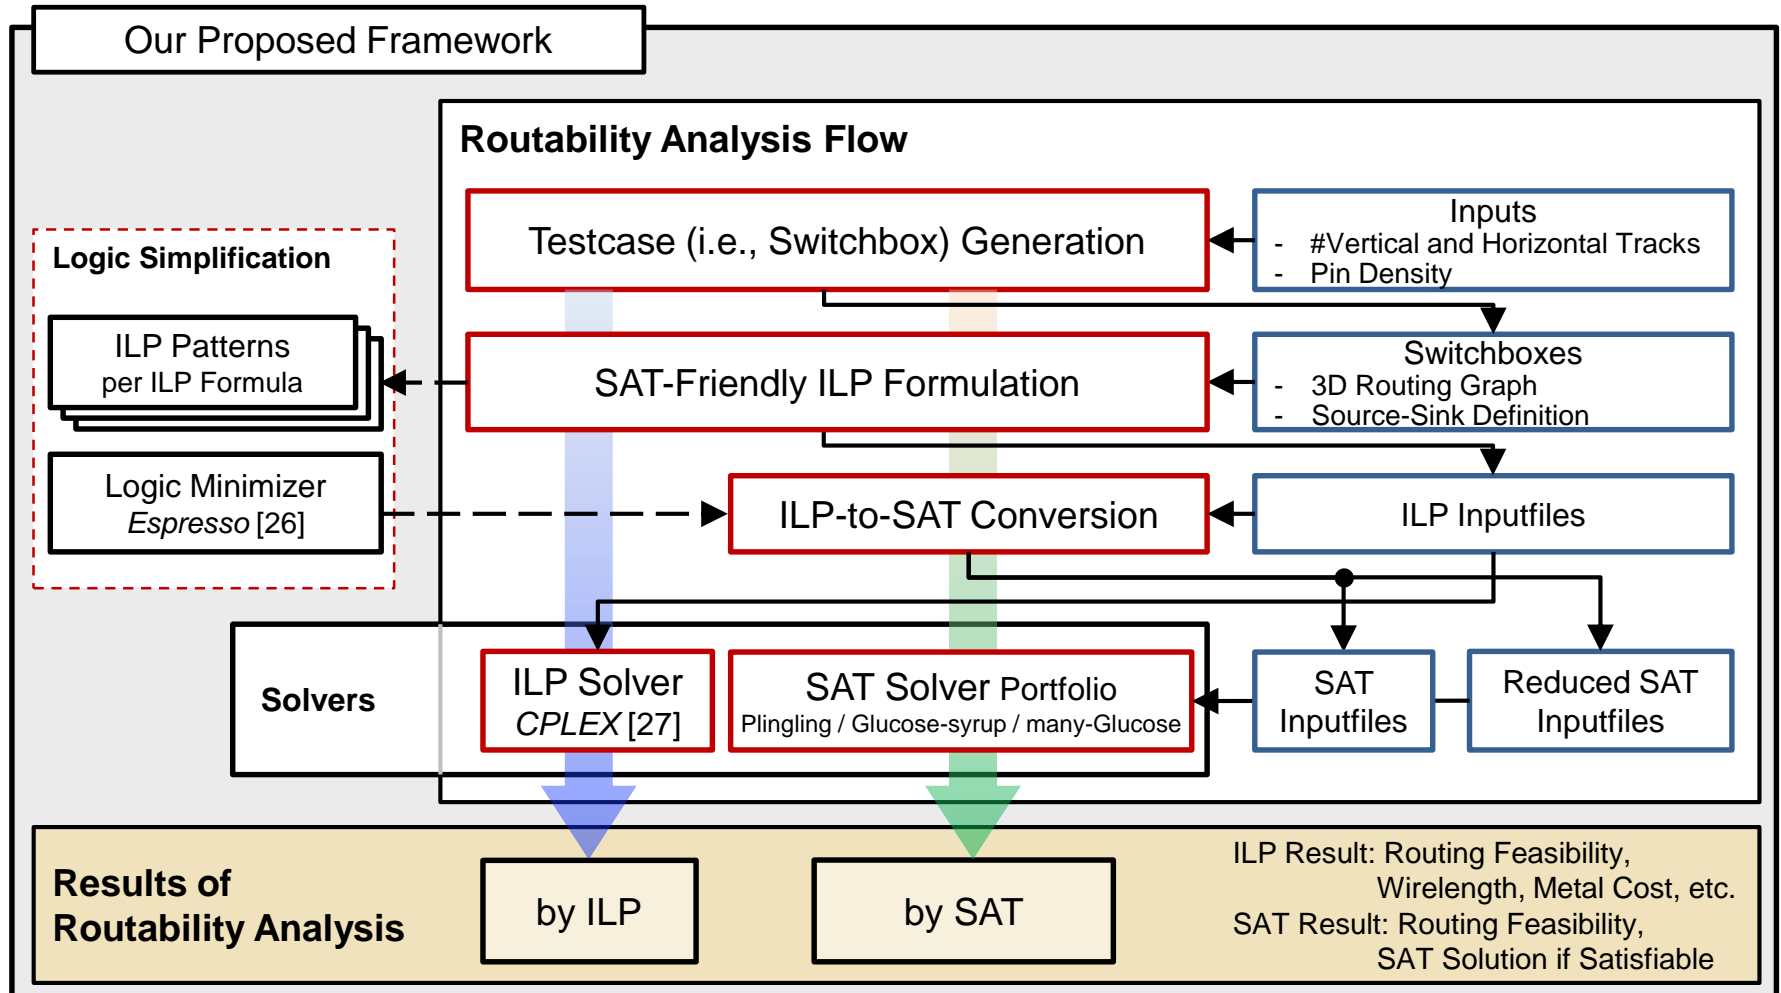 Our Proposed Framework
Routability Analysis Flow
Testcase (i.e., Switchbox) Generation
Inputs
- #Vertical and Horizontal Tracks
- Pin Density
Logic Simplification
ILP Patterns
per ILP Formula
SAT-Friendly ILP Formulation
Switchboxes
- 3D Routing Graph
- Source-Sink Definition
Logic Minimizer
Espresso [26]
ILP-to-SAT Conversion
ILP Inputfiles
Solvers
ILP Solver
CPLEX [27]
SAT Solver Portfolio
Plingling / Glucose-syrup / many-Glucose
SAT
Inputfiles
Reduced SAT
Inputfiles
Results of
Routability Analysis
by ILP
by SAT
ILP Result: Routing Feasibility,
Wirelength, Metal Cost, etc.
SAT Result: Routing Feasibility,
SAT Solution if Satisfiable